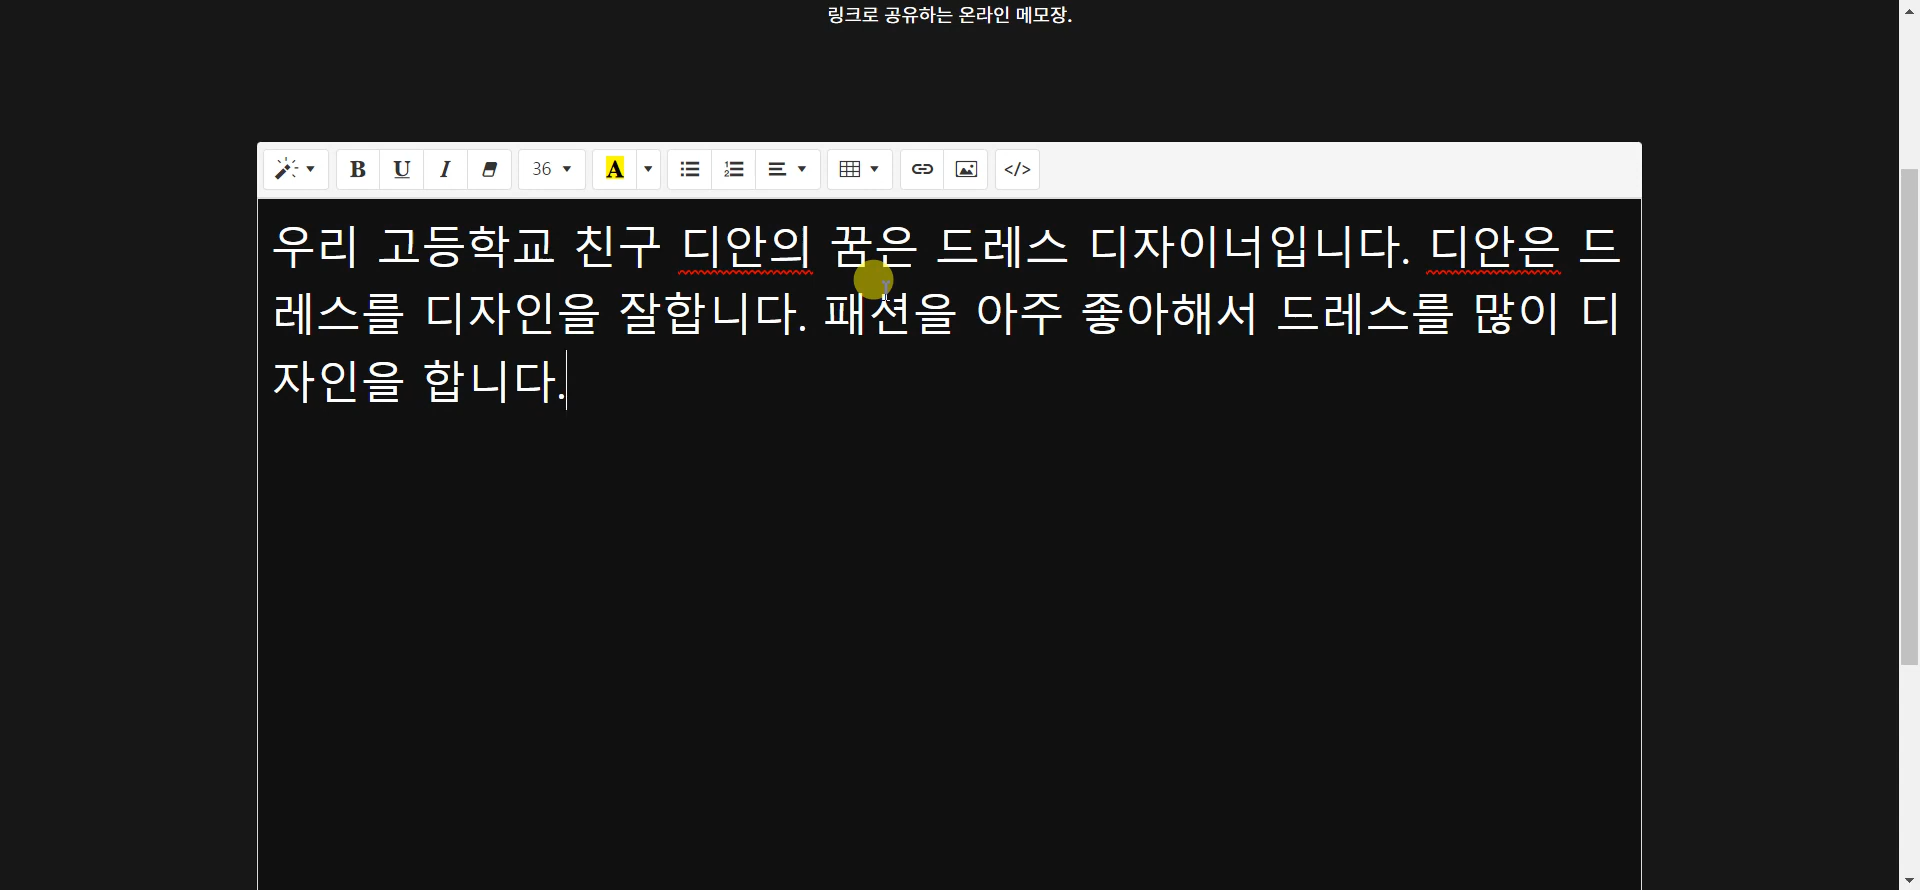 링크로 공유하는 온라인 메모장.
B U I 36 A </>
우리 고등학교 친구 디안의 꿈은 드레스 디자이너입니다. 디안은 드
레스를 디자인을 잘합니다. 패션을 아주 좋아해서 드레스를 많이 디
자인을 합니다.